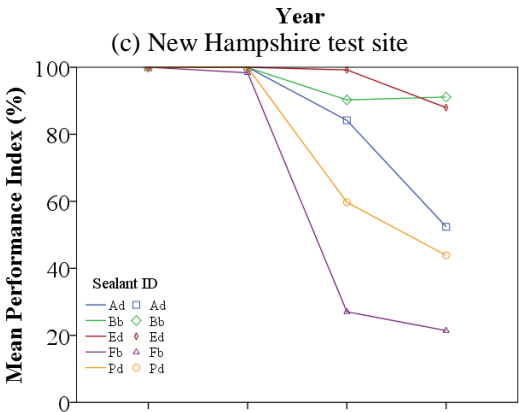 Year
(c) New Hampshire test site
Mean Performance Index (%)
100
80
60
40
20
0
Sealant ID
Ad Ad
Bb Bb
Ed Ed
Fb Fb
Pd Pd